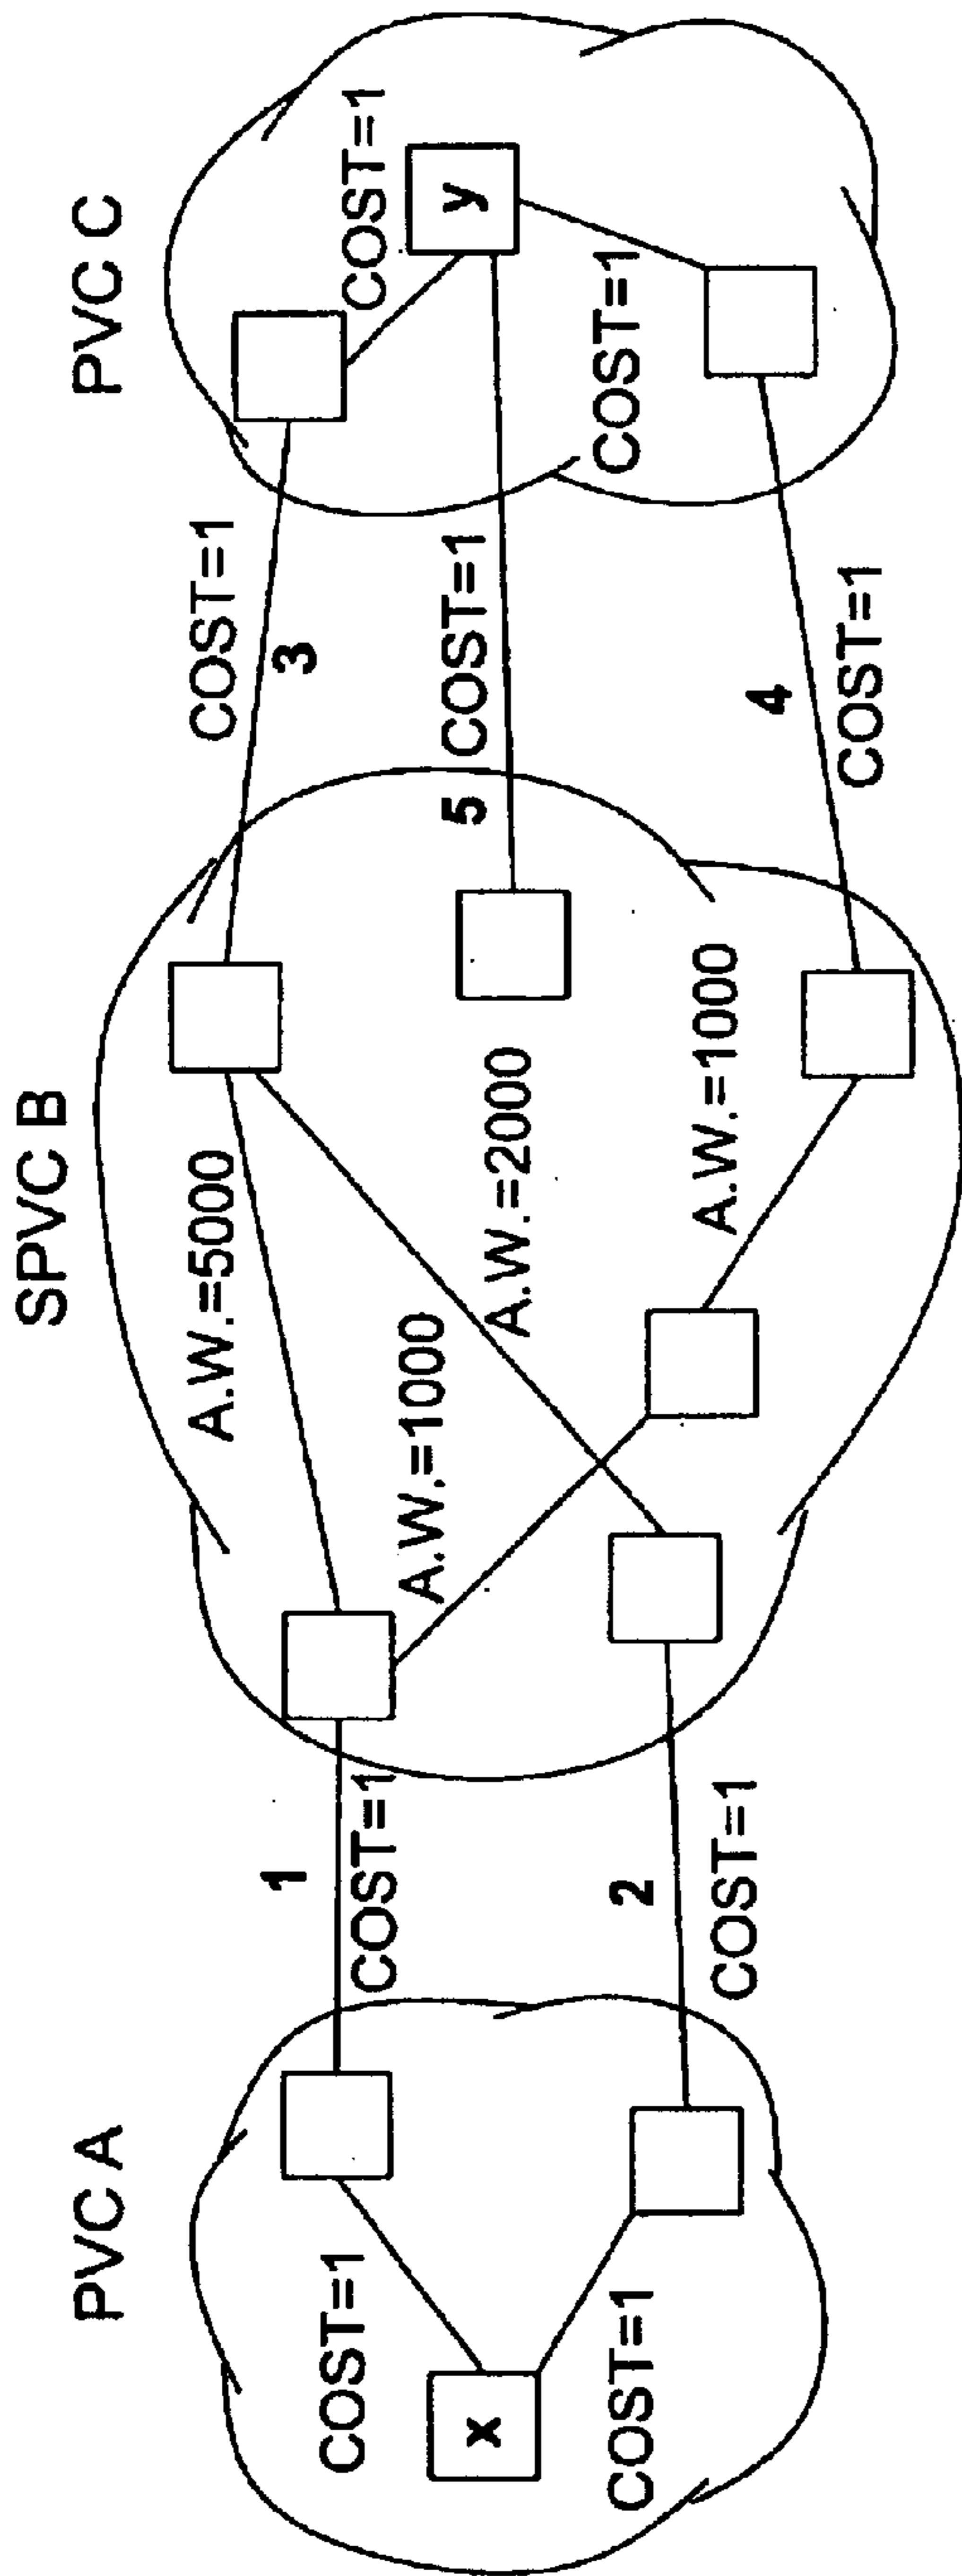 PVC A
SPVC B
PVC C
COST=1
x
COST=1
1
COST=1
2
COST=1
A.W.=5000
A.W.=1000
A.W.=2000
A.W.=1000
COST=1
3
5 COST=1
4
COST=1
COST=1
y
COST=1